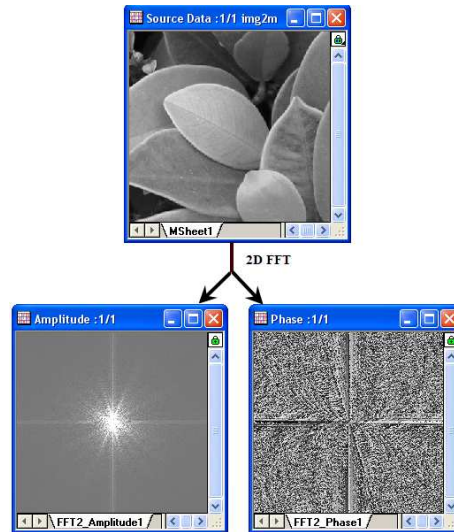 Source Data :1/1 img2m
MSheet1
2D FFT
Amplitude :1/1
Phase :1/1
FFT2_Amplitude1
FFT2_Phase1